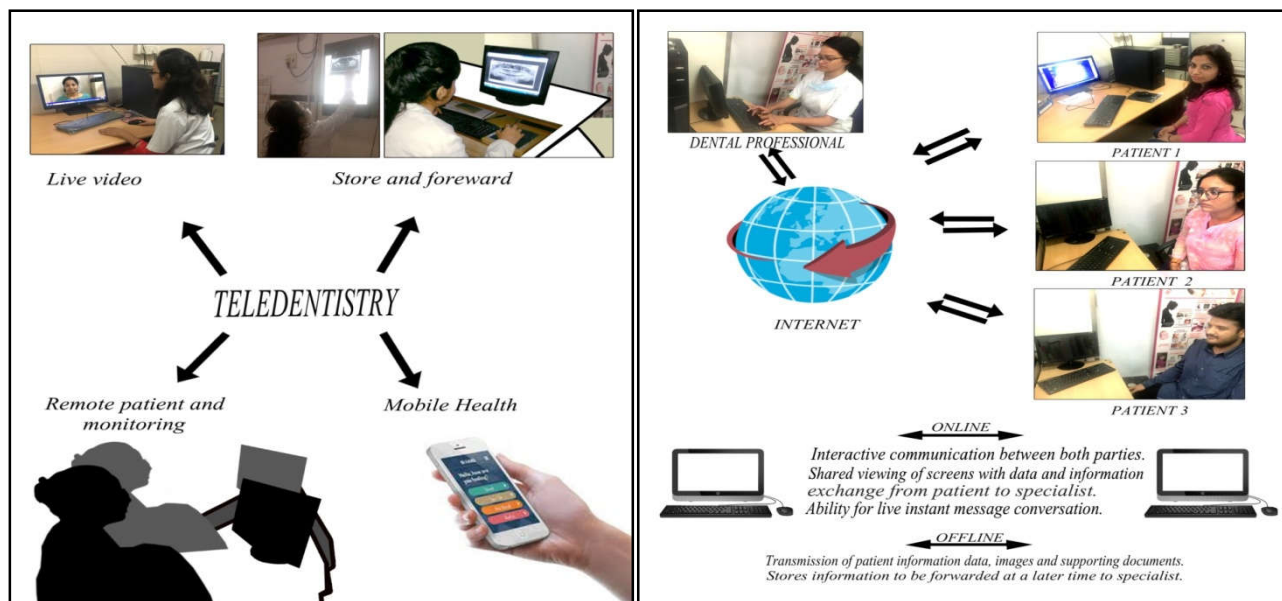 Live video
Store and foreward
TELEDENTISTRY
Remote patient and
monitoring
Mobile Health
DENTAL PROFESSIONAL
INTERNET
PATIENT 1
PATIENT 2
PATIENT 3
ONLINE
Interactive communication between both parties.
Shared viewing of screens with data and information
exchange from patient to specialist.
Ability for live instant message conversation.
OFFLINE
Transmission of patient information data, images and supporting documents.
Stores information to be forwarded at a later time to specialist.